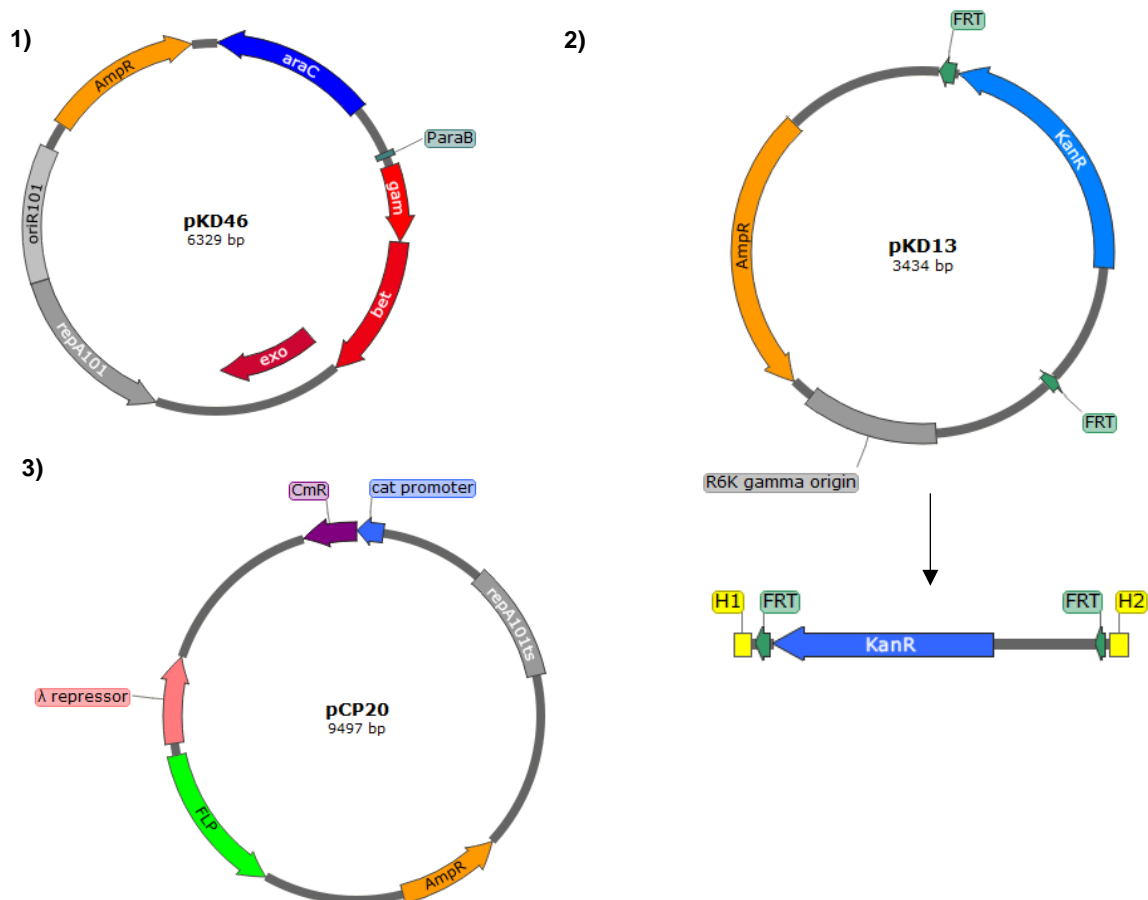 1)
AmpR
araC
ParaB
gam
bet
exo
repA101
oriR101
pKD46
6329 bp
2)
FRT
KanR
AmpR
pKD13
3434 bp
FRT
R6K gamma origin
H1
FRT
KanR
FRT
H2
3)
CmR
cat promoter
repA101ts
λ repressor
pCP20
9497 bp
FLP
AmpR